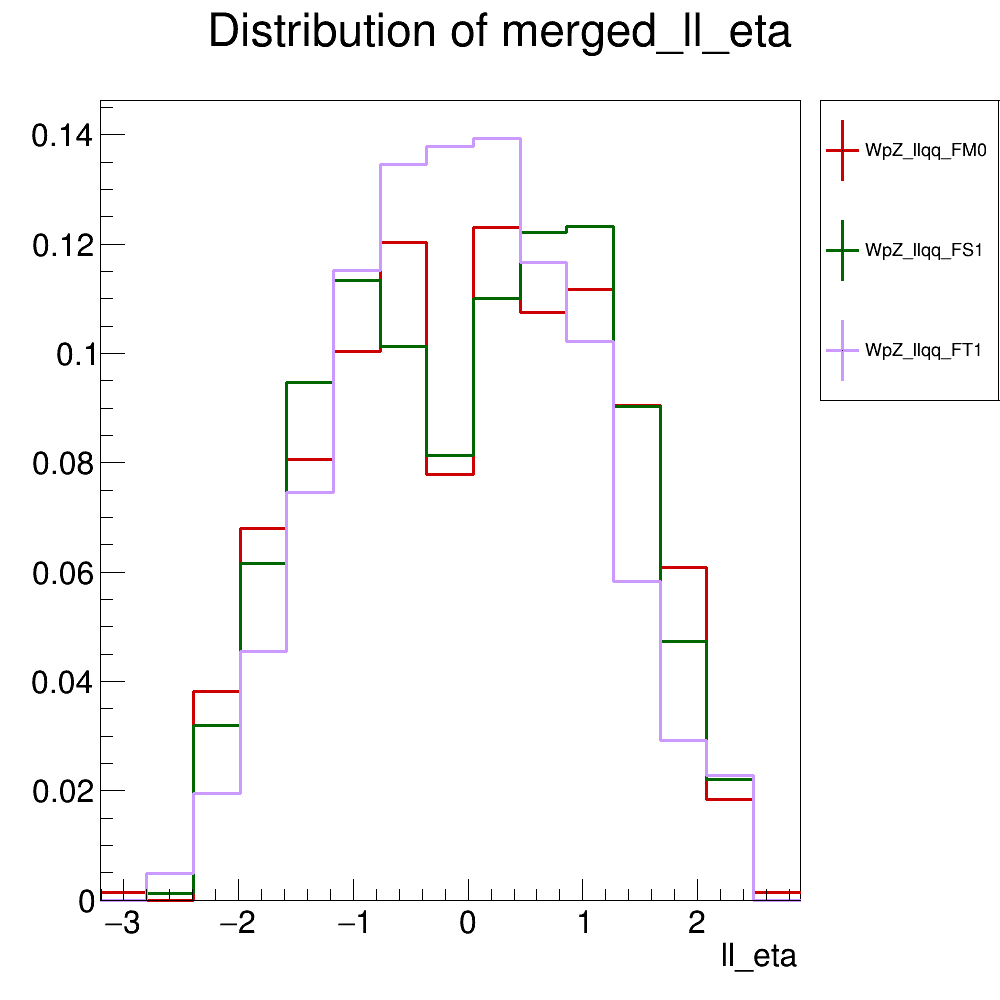 Distribution of merged_ll_eta
0.14
0.12
0.1
0.08
0.06
0.04
0.02
0
−3 −2 −1 0 1 2
ll_eta
WpZ_llqq_FM0
WpZ_llqq_FS1
WpZ_llqq_FT1